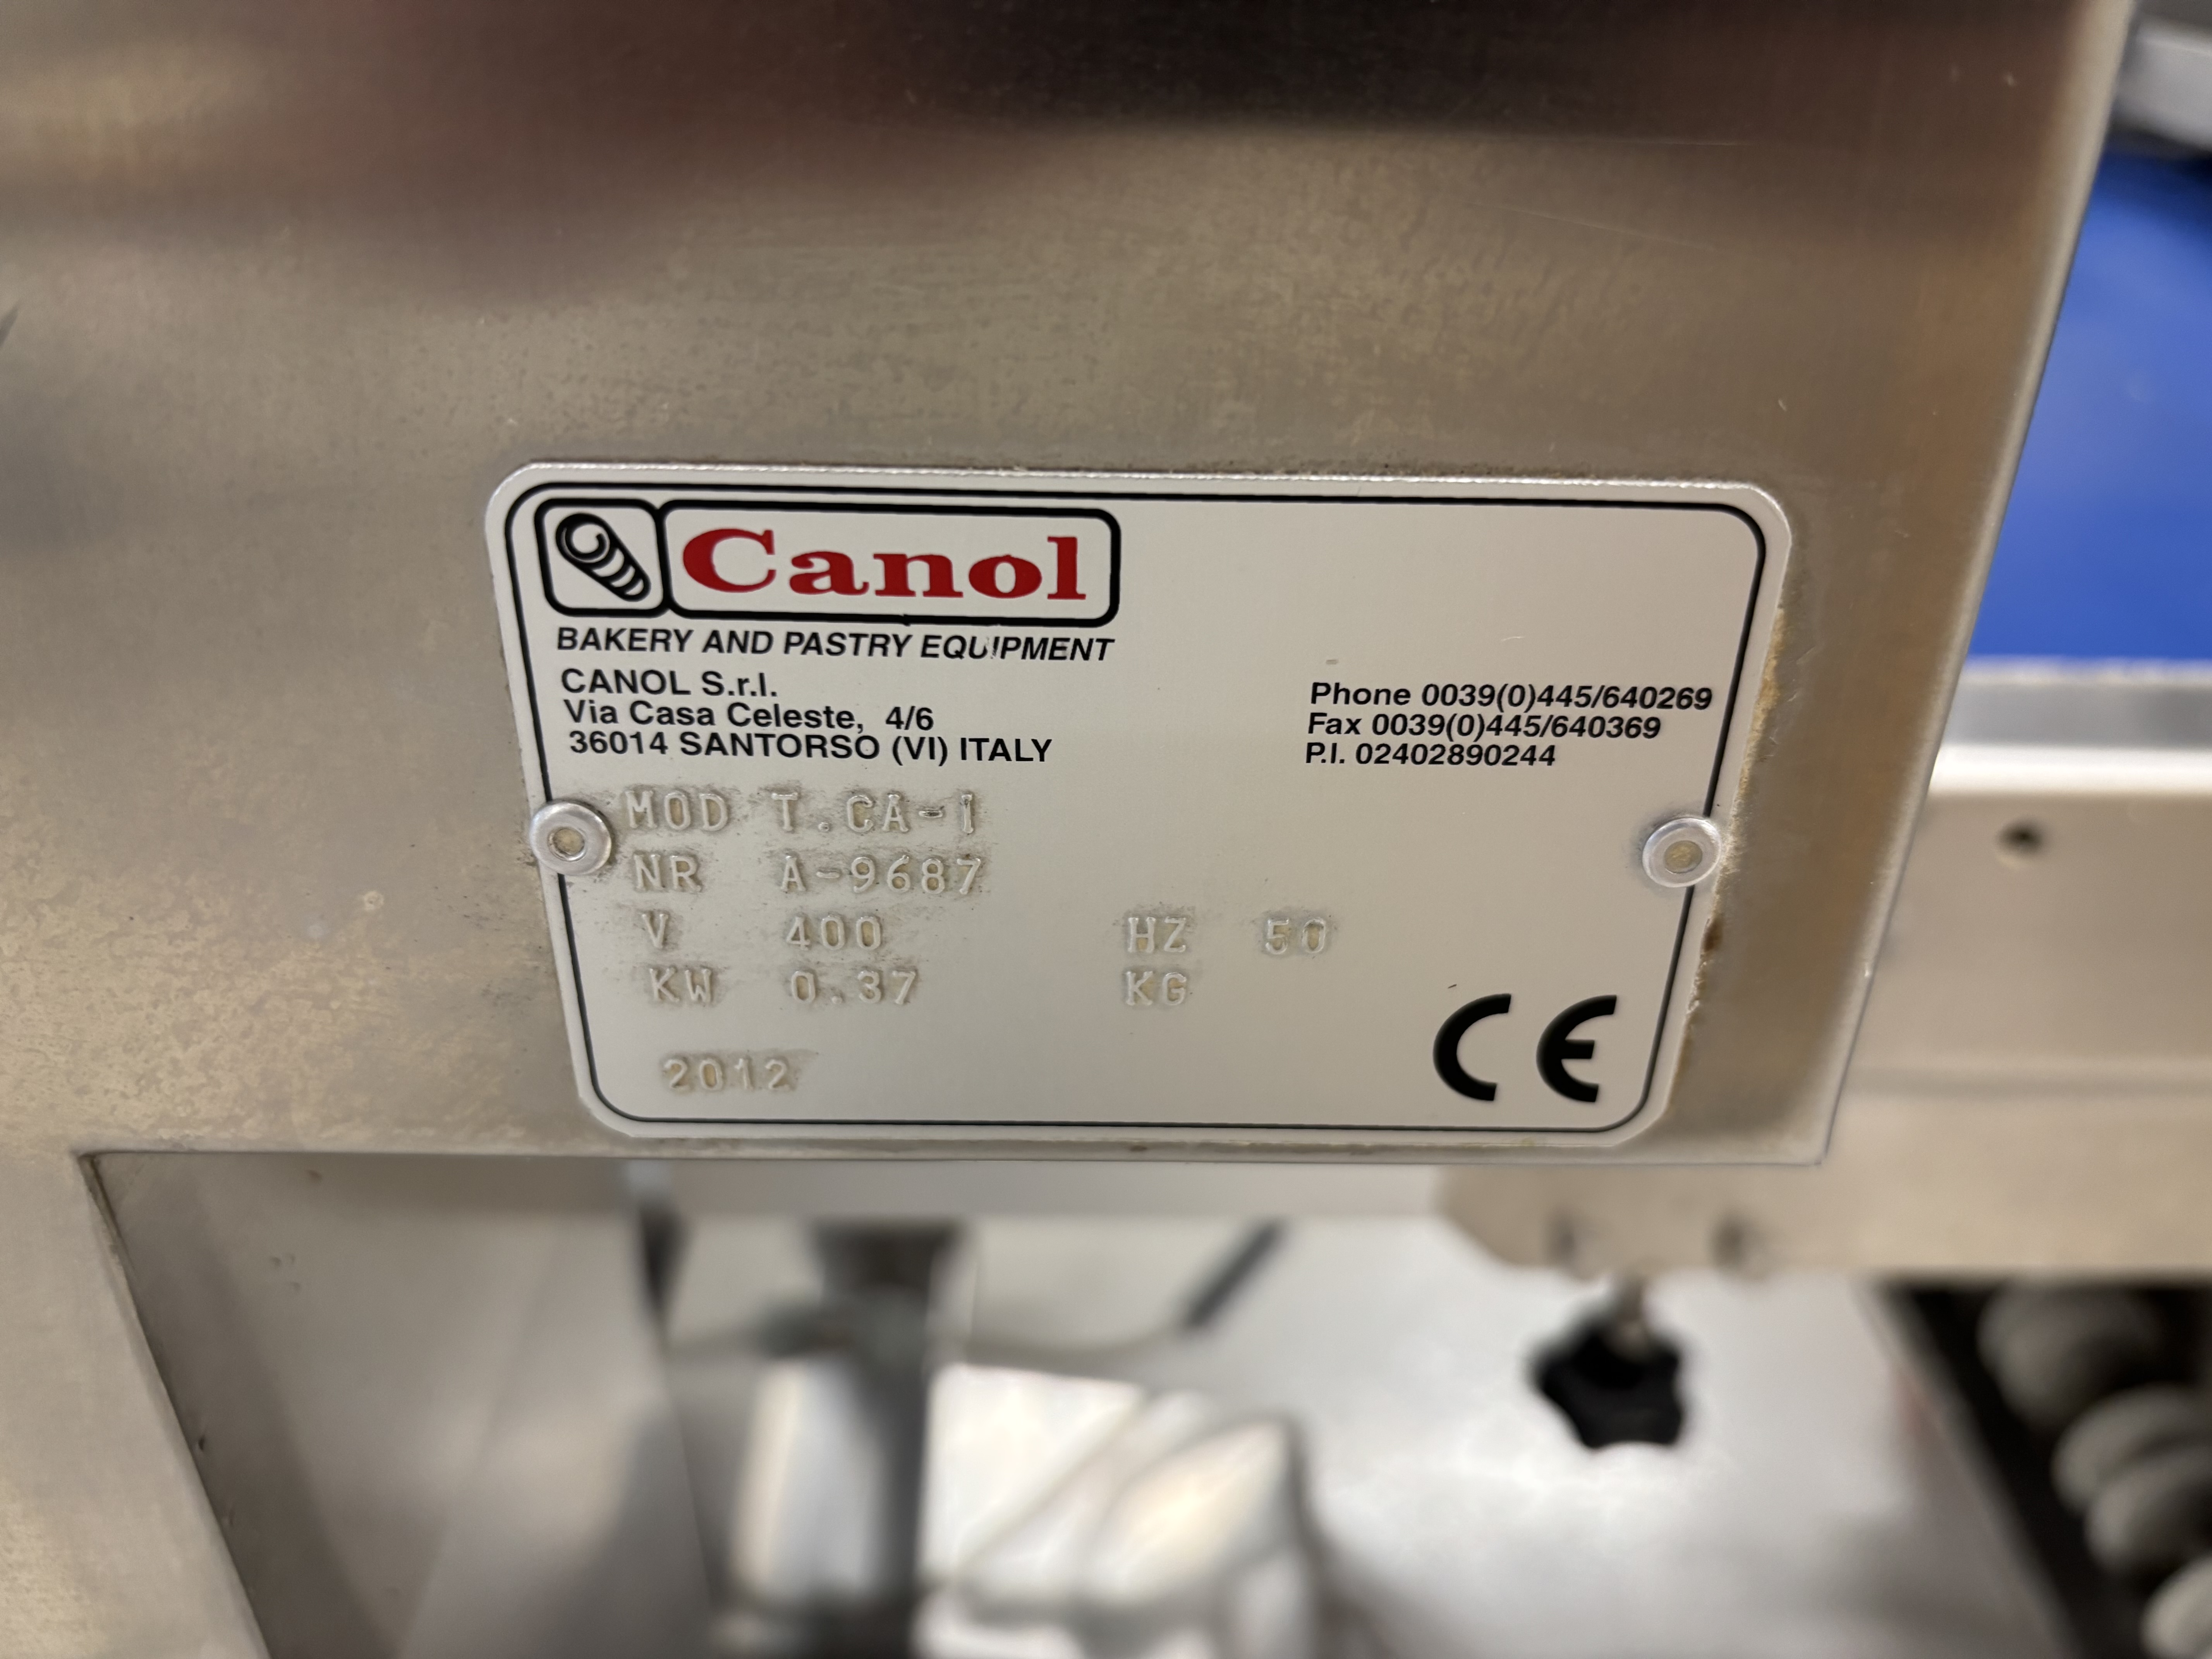 Canol
BAKERY AND PASTRY EQUIPMENT
CANOL S.r.l.
Via Casa Celeste, 4/6
36014 SANTORSO (VI) ITALY
Phone 0039(0)445/640269
Fax 0039(0)445/640369
P.I. 02402890244
MOD T.CA-1
NR A-9687
V 400 HZ 50
KW 0.37 KG
2012
CE